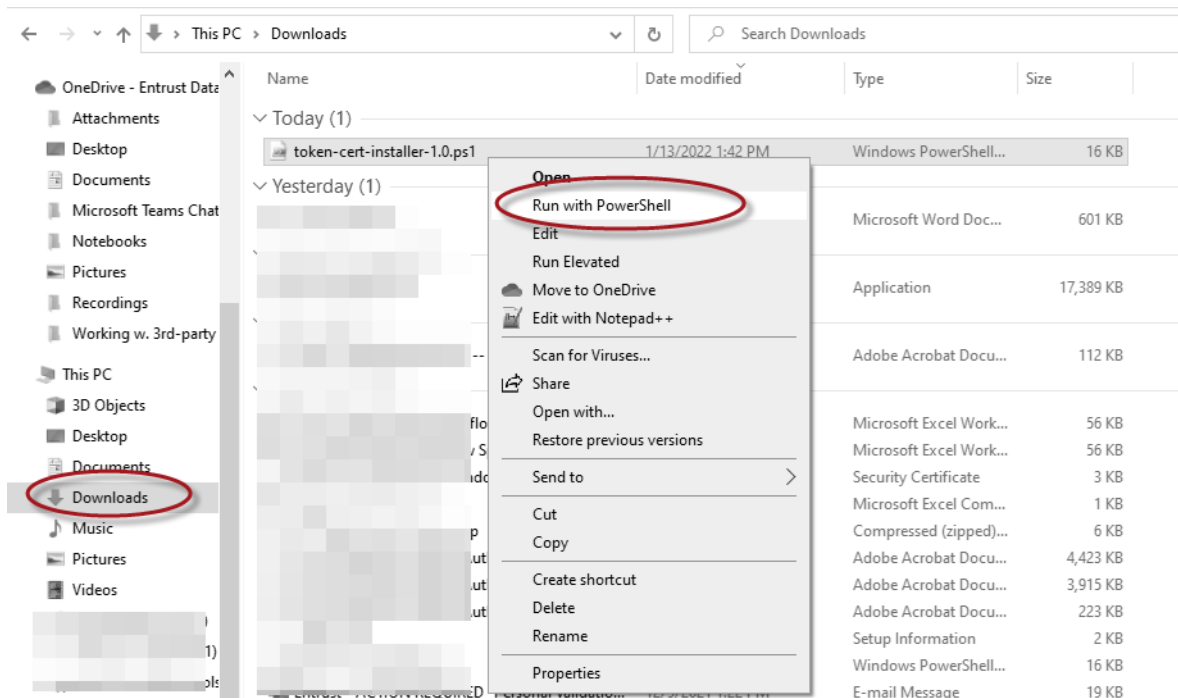 This PC > Downloads
Search Downloads
Name Date modified Type Size
OneDrive - Entrust Data
Attachments
Desktop
Documents
Microsoft Teams Chat
Notebooks
Pictures
Recordings
Working w. 3rd-party
This PC
3D Objects
Desktop
Documents
Downloads
Music
Pictures
Videos
Today (1)
token-cert-installer-1.0.ps1 1/13/2022 1:42 PM Windows PowerShell... 16 KB
Yesterday (1)
Open
Run with PowerShell
Edit
Run Elevated
Move to OneDrive
Edit with Notepad++
Scan for Viruses...
Share
Open with...
Restore previous versions
Send to
Cut
Copy
Create shortcut
Delete
Rename
Properties
Microsoft Word Doc... 601 KB
Application 17,389 KB
Adobe Acrobat Docu... 112 KB
Microsoft Excel Work... 56 KB
Microsoft Excel Work... 56 KB
Security Certificate 3 KB
Microsoft Excel Com... 1 KB
Compressed (zipped)... 6 KB
Adobe Acrobat Docu... 4,423 KB
Adobe Acrobat Docu... 3,915 KB
Adobe Acrobat Docu... 223 KB
Setup Information 2 KB
Windows PowerShell... 16 KB
E-mail Message 19 KB